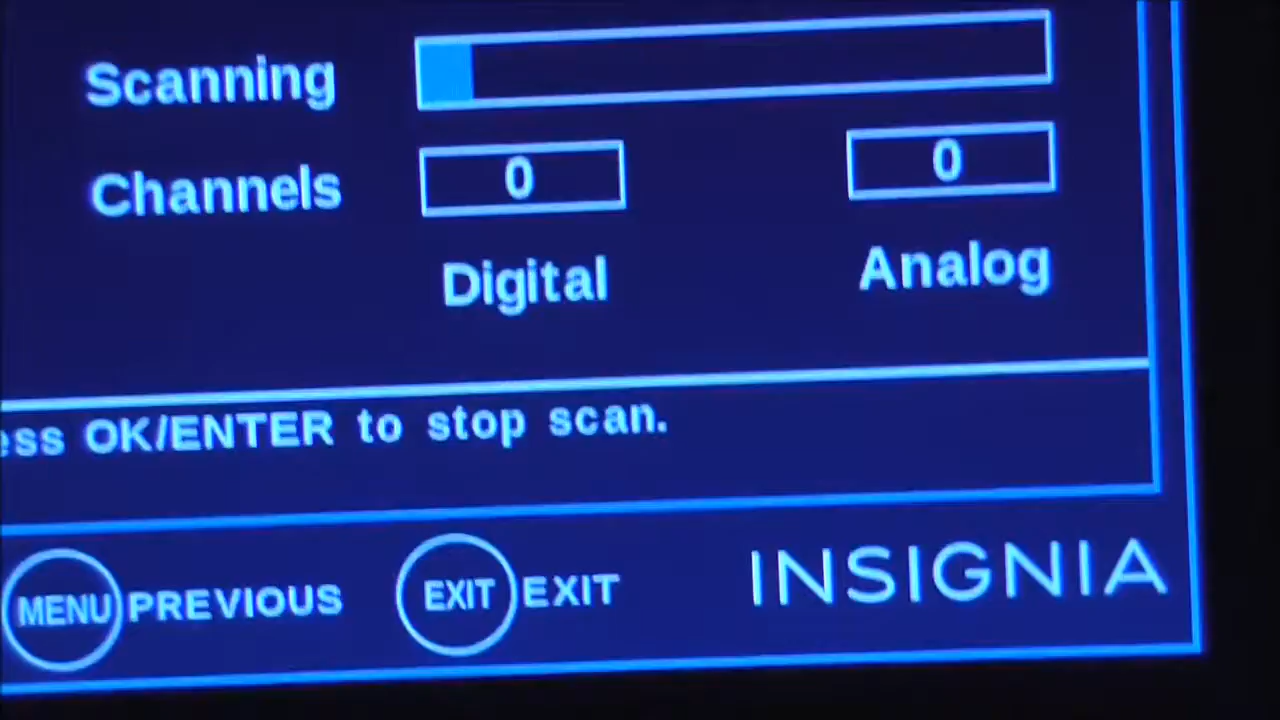 Scanning
Channels 0 0
Digital Analog
ess OK/ENTER to stop scan.
MENU PREVIOUS EXIT EXIT INSIGNIA